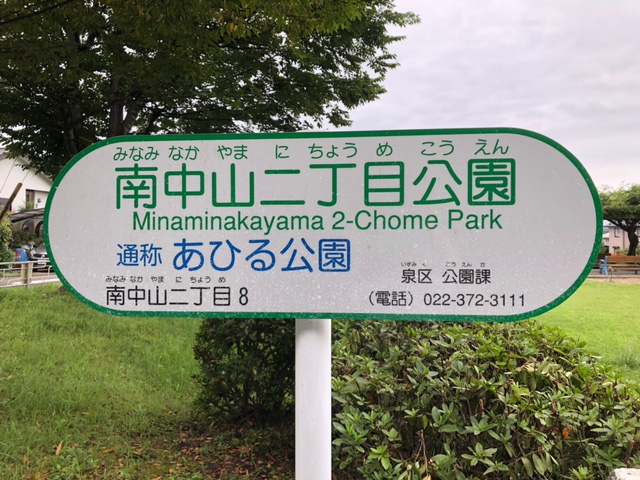 みなみ なか やま に ちょう め こう えん
南中山二丁目公園
Minaminakayama 2-Chome Park
通称 あひる公園
みなみ なか やま に ちょう め
南中山二丁目 8
いずみ く こう えん か
泉区 公園課
（電話）022-372-3111